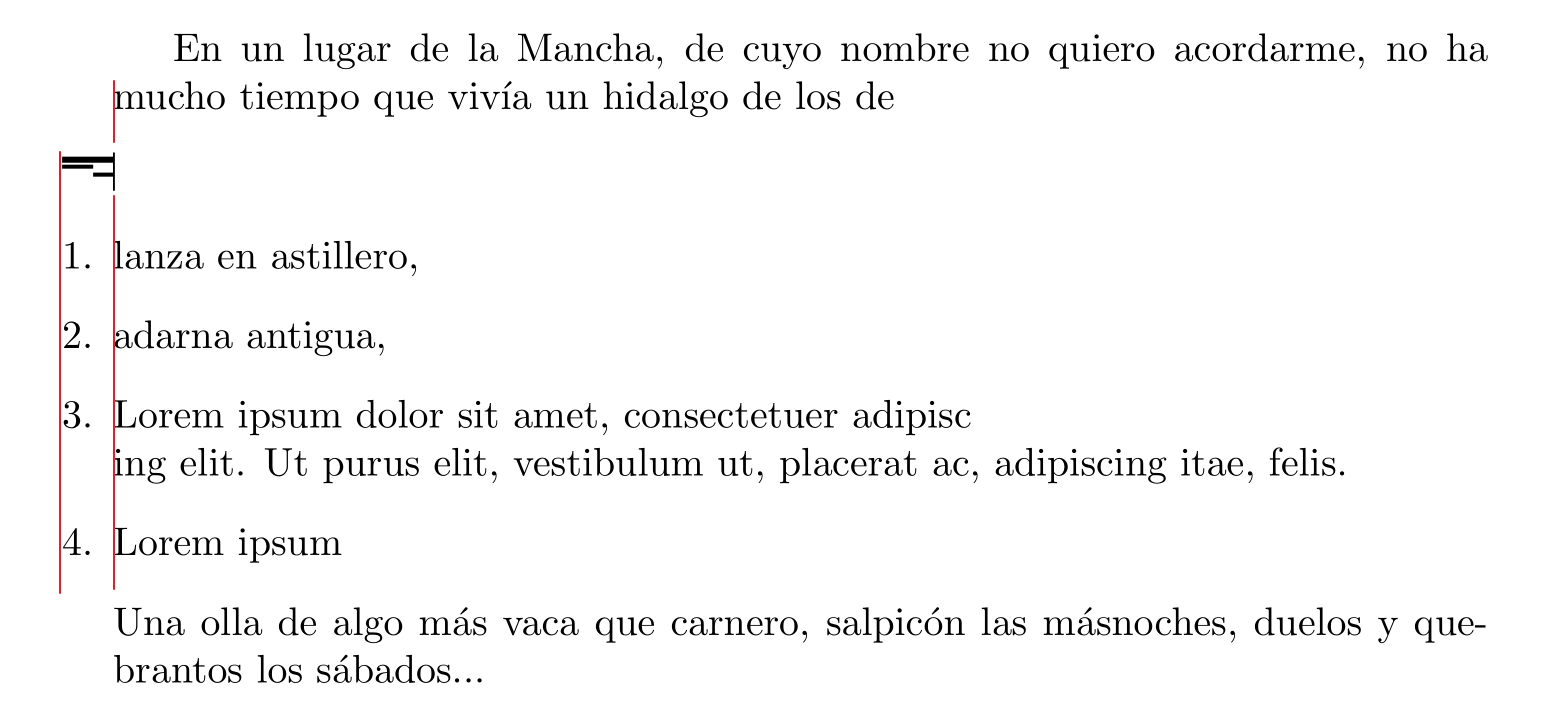 En un lugar de la Mancha, de cuyo nombre no quiero acordarme, no ha
mucho tiempo que vivía un hidalgo de los de
1. lanza en astillero,
2. adarna antigua,
3. Lorem ipsum dolor sit amet, consectetuer adipisc
ing elit. Ut purus elit, vestibulum ut, placerat ac, adipiscing itae, felis.
4. Lorem ipsum
Una olla de algo más vaca que carnero, salpicón las másnoches, duelos y que-
brantos los sábados...